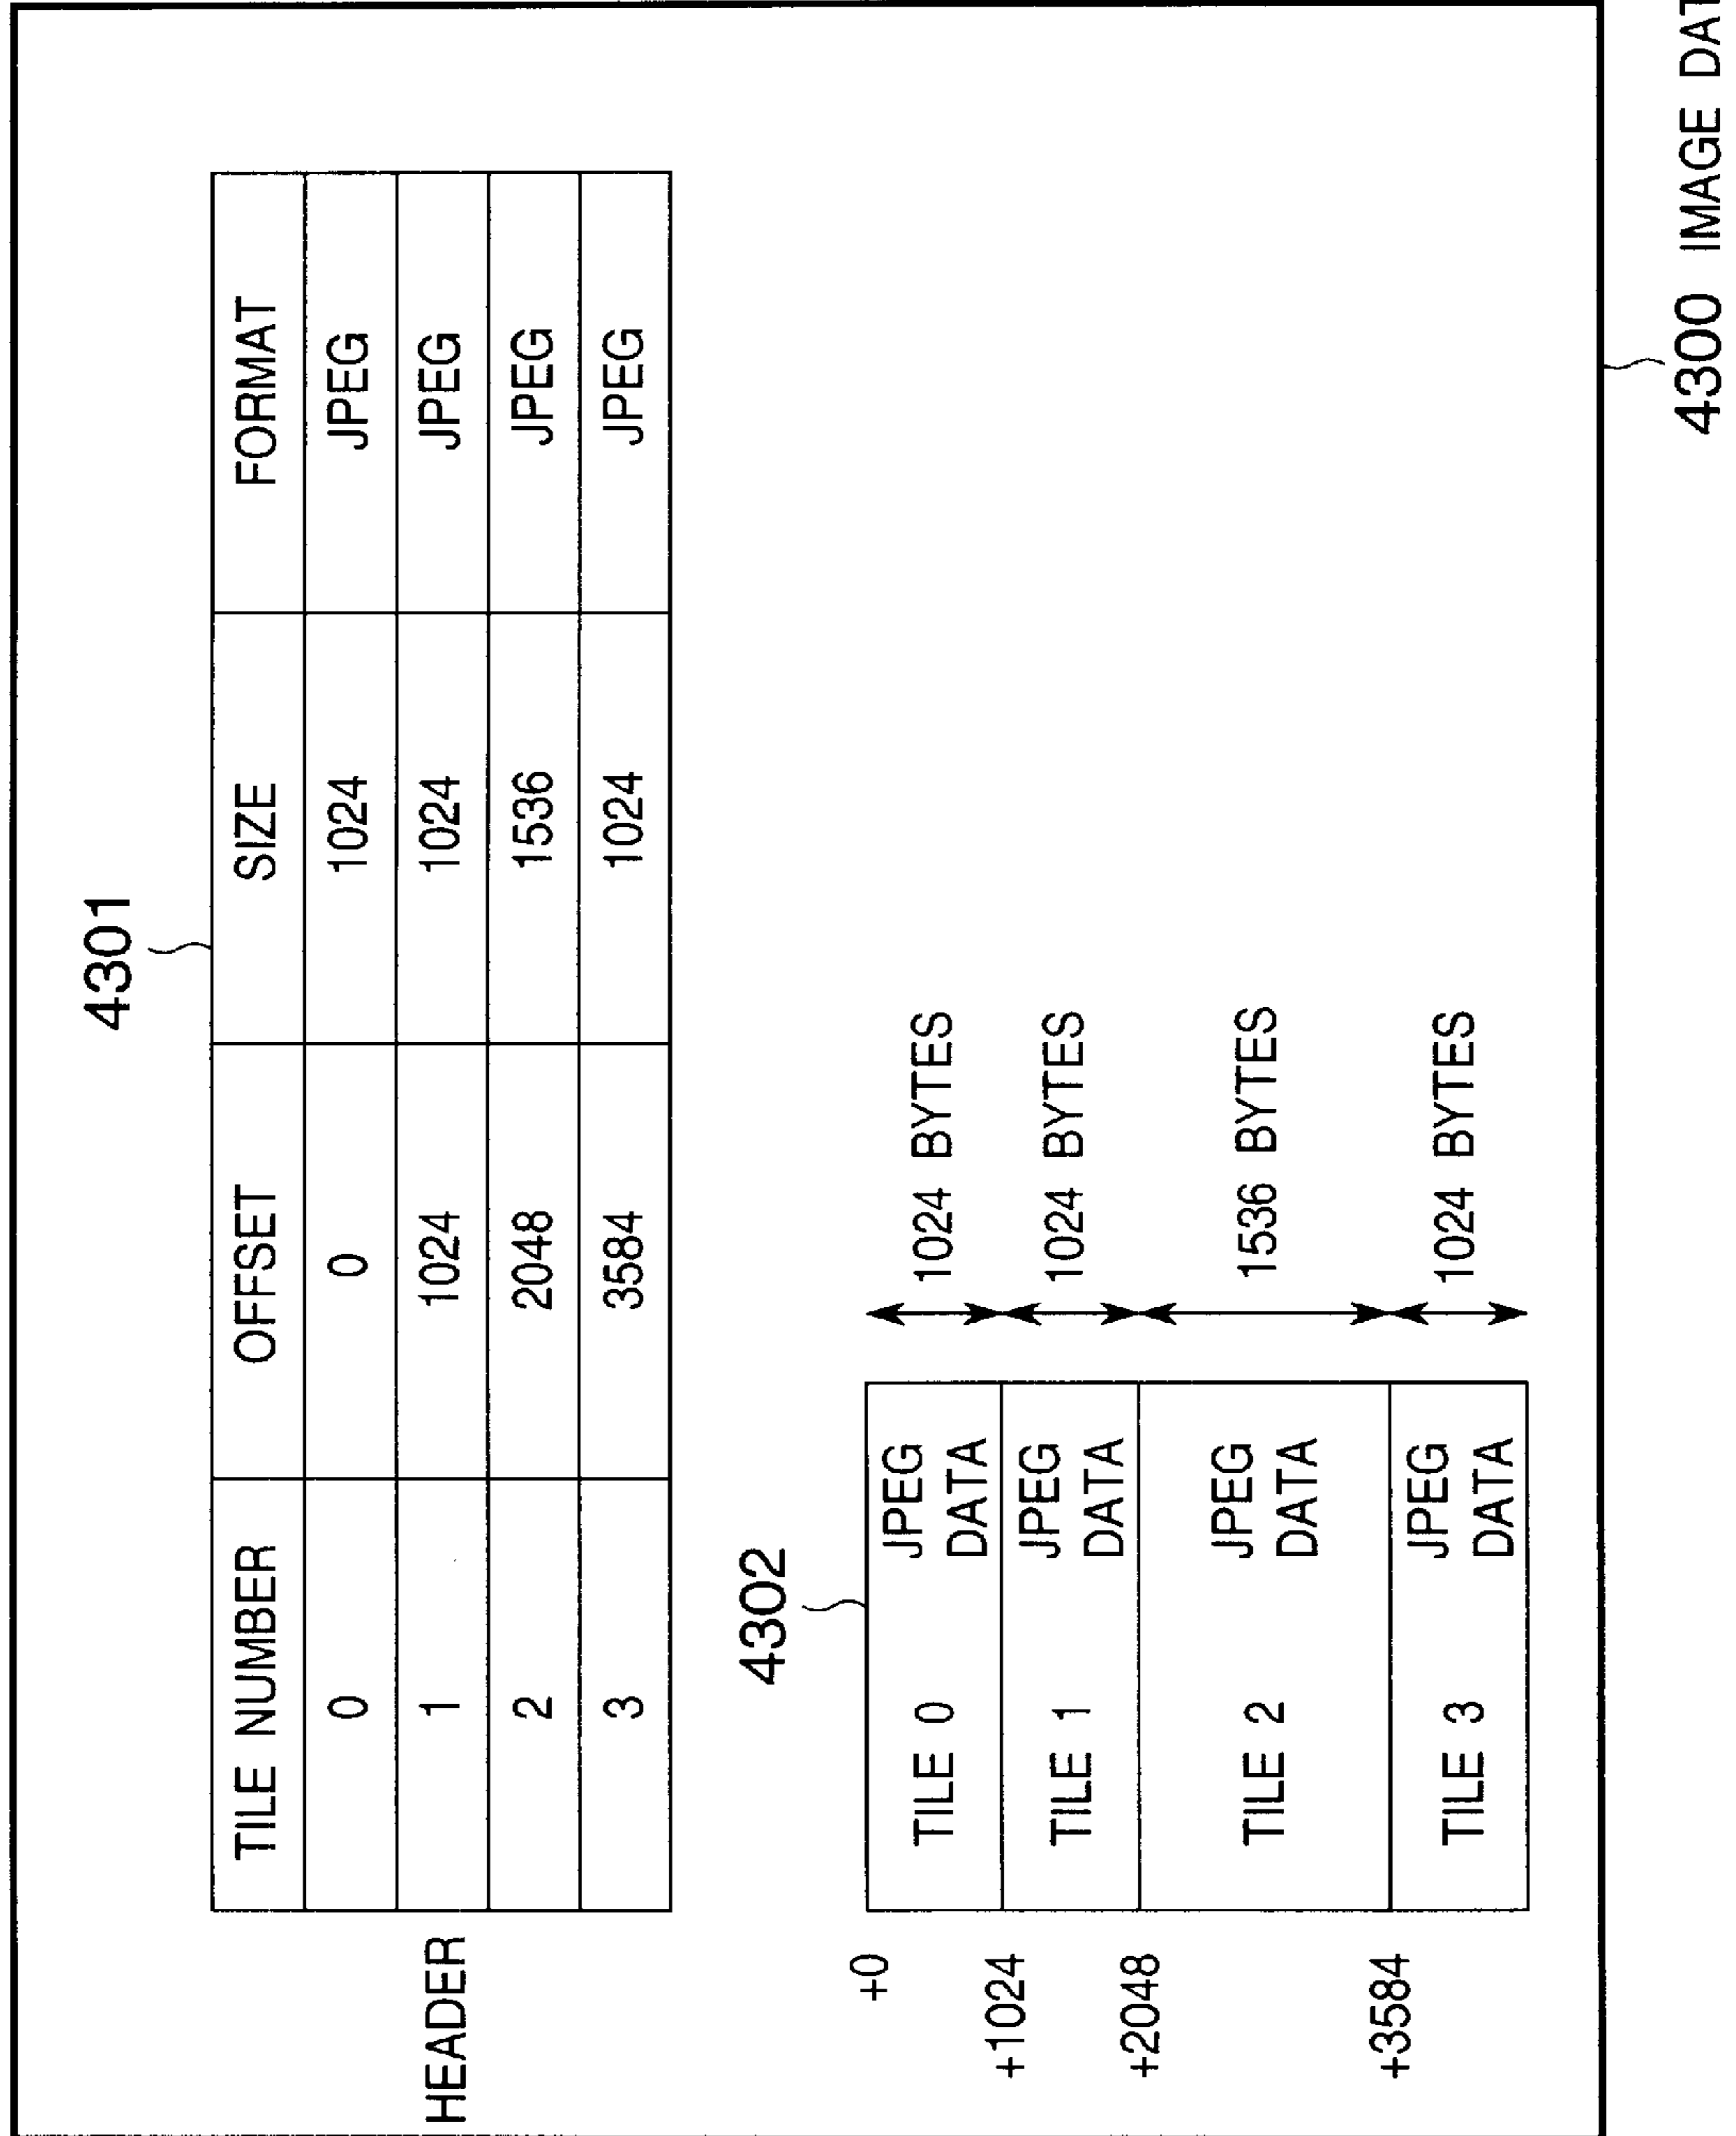 4301
HEADER
TILE NUMBER OFFSET SIZE FORMAT
0 0 1024 JPEG
1 1024 1024 JPEG
2 2048 1536 JPEG
3 3584 1024 JPEG
4302
+0
TILE 0 JPEG DATA 1024 BYTES
+1024
TILE 1 JPEG DATA 1024 BYTES
+2048
TILE 2 JPEG DATA 1536 BYTES
+3584
TILE 3 JPEG DATA 1024 BYTES
4300 IMAGE DAT